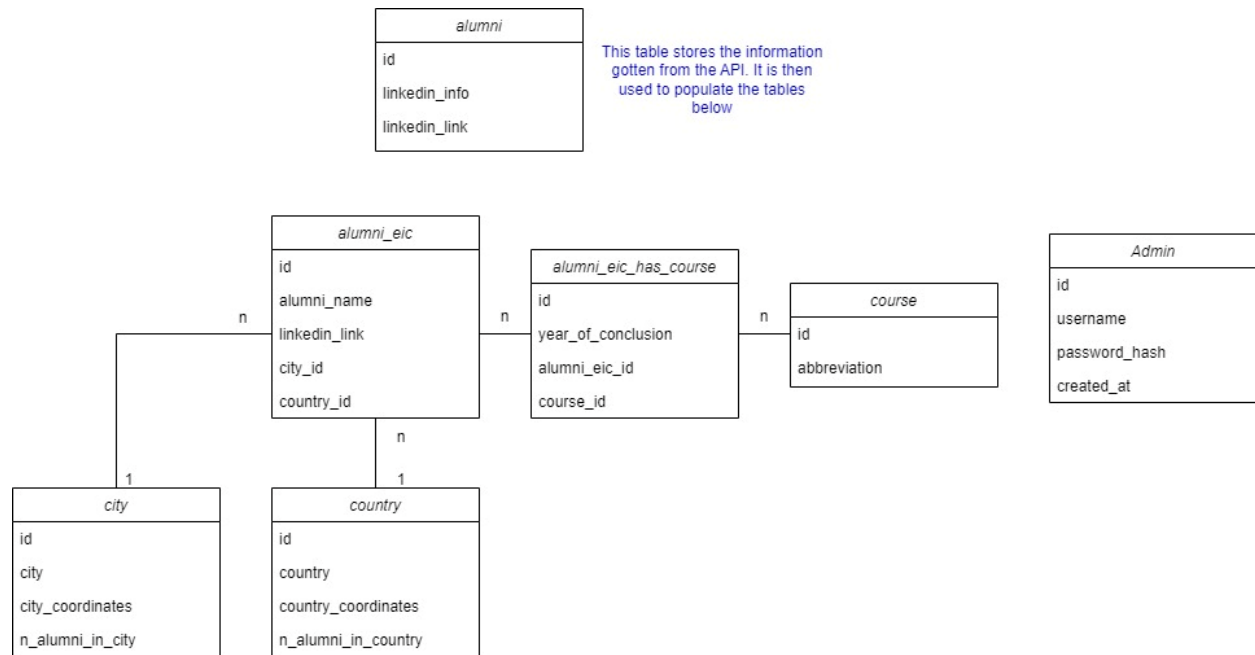 alumni
id
linkedin_info
linkedin_link
This table stores the information
gotten from the API. It is then
used to populate the tables
below
alumni_eic
id
alumni_name
linkedin_link
city_id
country_id
n
n
alumni_eic_has_course
id
year_of_conclusion
alumni_eic_id
course_id
n
course
id
abbreviation
Admin
id
username
password_hash
created_at
n
1
1
city
id
city
city_coordinates
n_alumni_in_city
country
id
country
country_coordinates
n_alumni_in_country